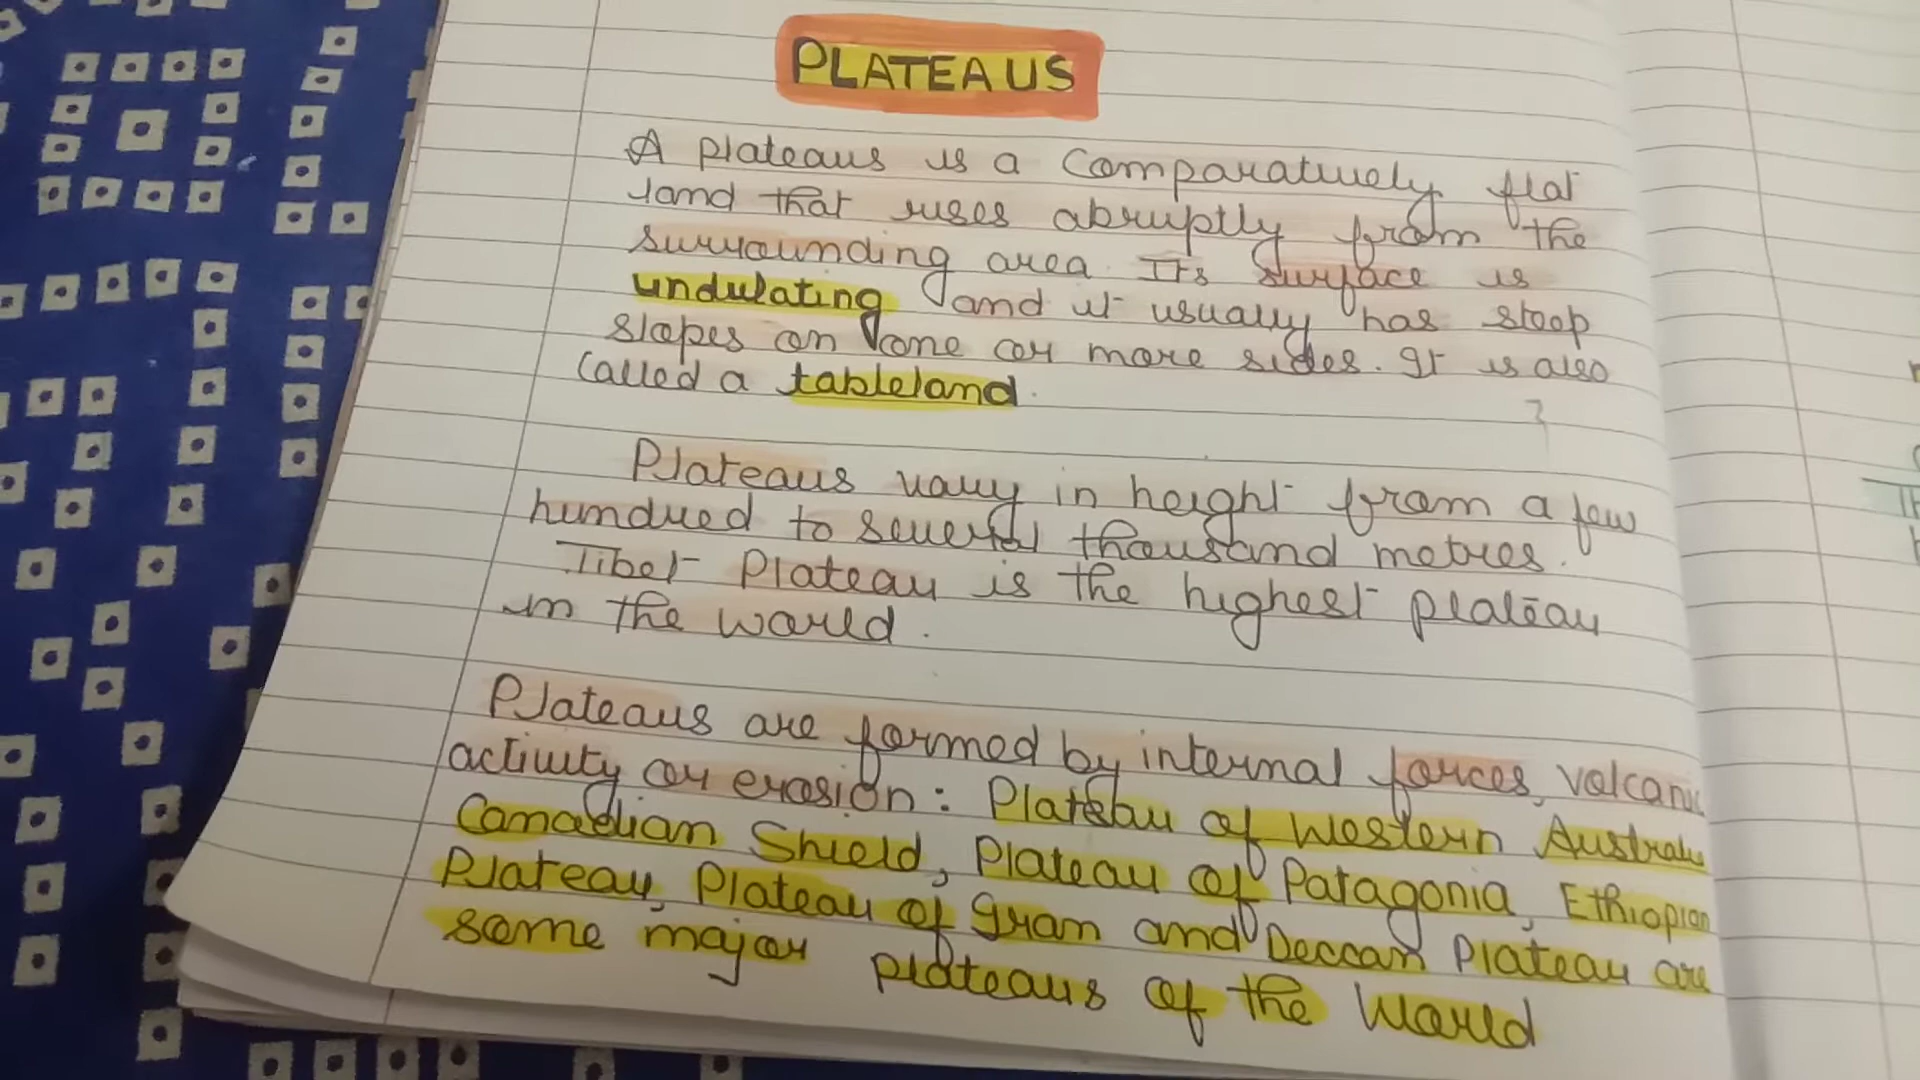 PLATEAUS
A plateaus is a comparatively flat
land that rises abruptly from the
surrounding area. Its surface is
undulating and it usually has steep
slopes on one or more sides. It is also
called a tableland.
Plateaus vary in height from a few
hundred to several thousand metres.
Tibet Plateau is the highest plateau
in the world.
Plateaus are formed by internal forces, volcanic
activity or erosion: Plateau of Western Australia
Canadian Shield, Plateau of Patagonia, Ethiopian
Plateau, Plateau of Iran and Deccan Plateau are
some major plateaus of the World